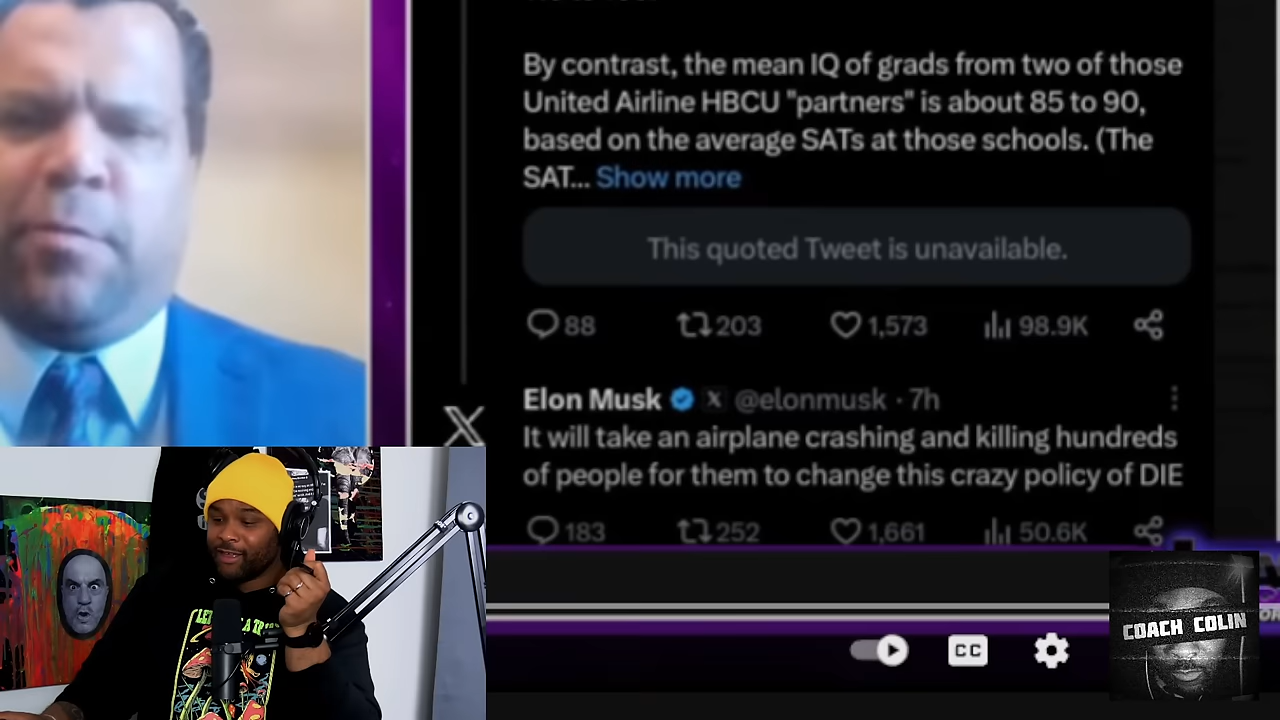 By contrast, the mean IQ of grads from two of those
United Airline HBCU "partners" is about 85 to 90,
based on the average SATs at those schools. (The
SAT... Show more
This quoted Tweet is unavailable.
88 203 1,573 98.9K
Elon Musk X @elonmusk · 7h
It will take an airplane crashing and killing hundreds
of people for them to change this crazy policy of DIE
183 252 1,661 50.6K
CC
COACH COLIN